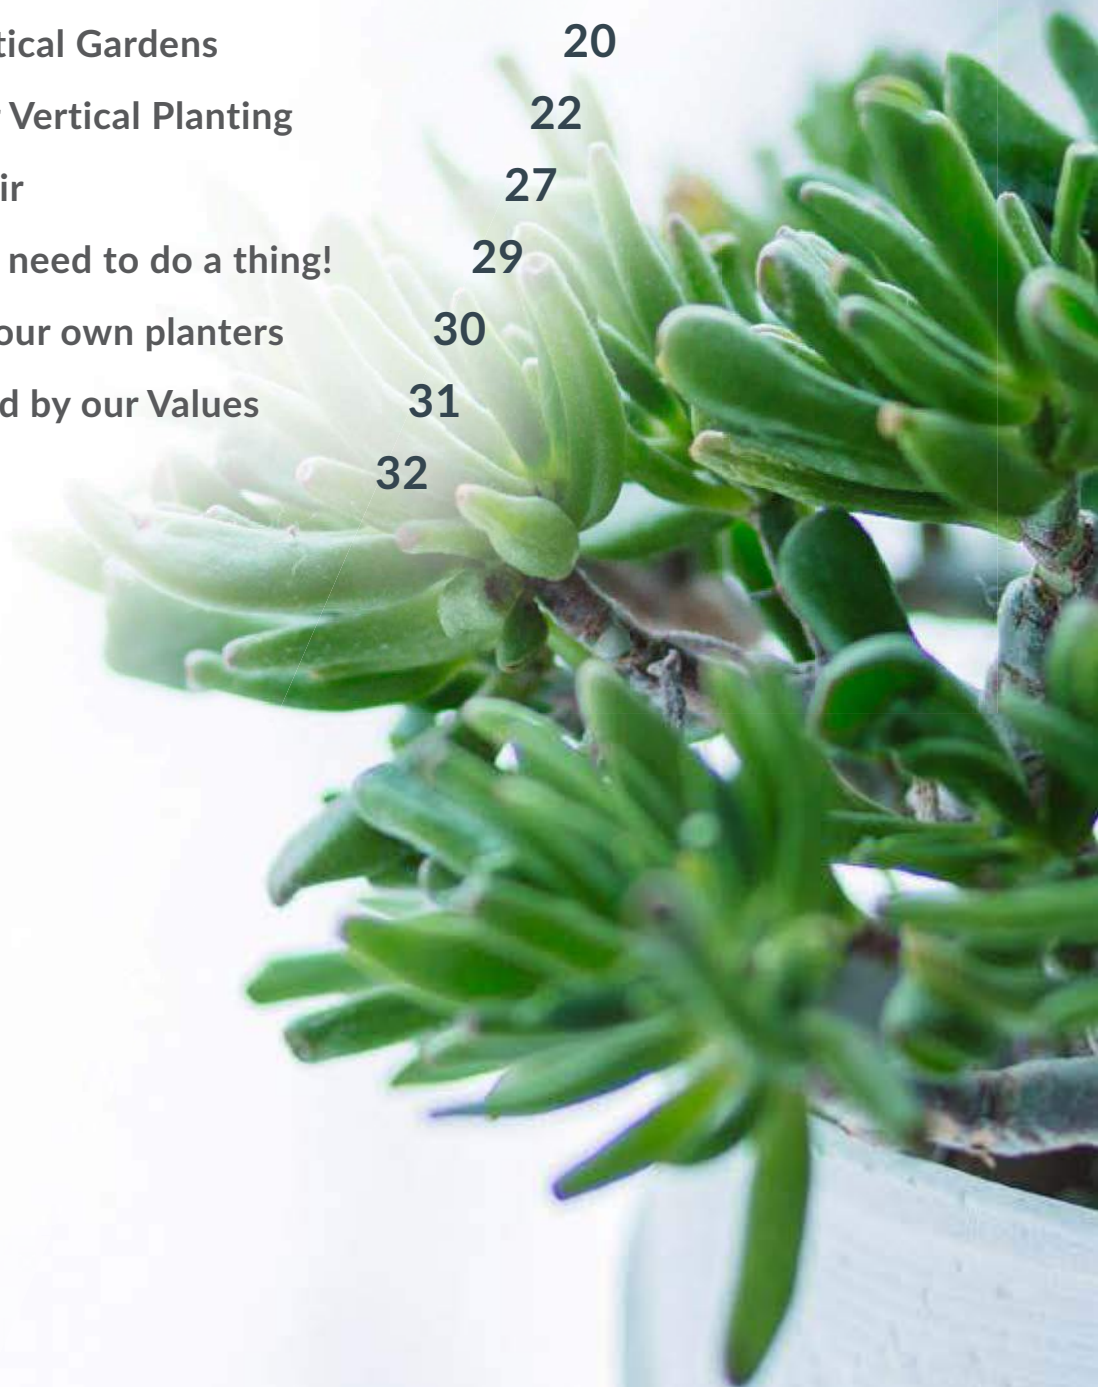 tical Gardens 20
Vertical Planting 22
ir 27
need to do a thing! 29
our own planters 30
d by our Values 31
32